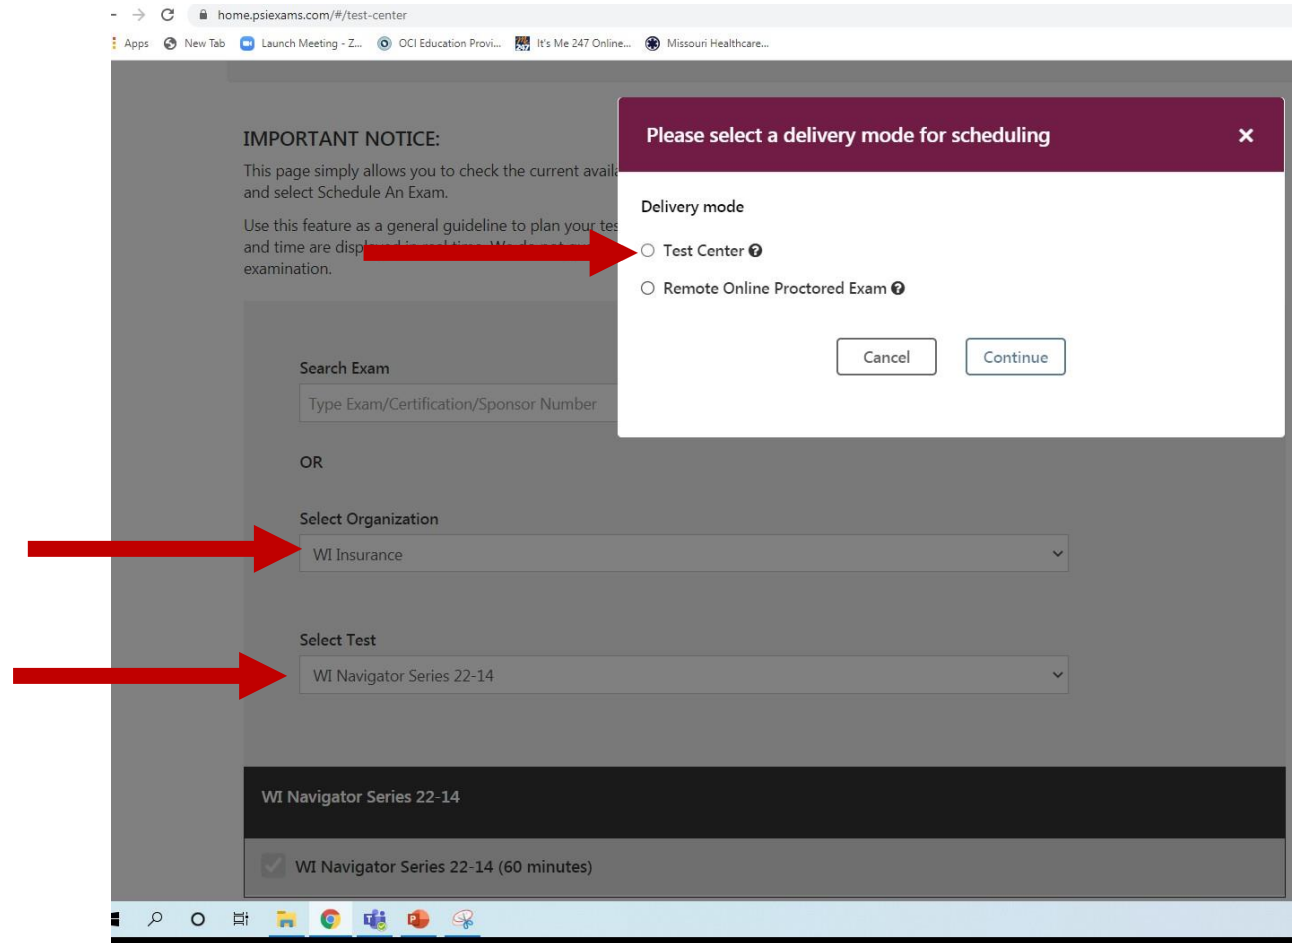 home.psiexams.com/#/test-center
Apps New Tab Launch Meeting - Z... OCI Education Provi... It's Me 247 Online... Missouri Healthcare...
IMPORTANT NOTICE:
This page simply allows you to check the current avail
and select Schedule An Exam.
Use this feature as a general guideline to plan your tes
and time are
examination.
Please select a delivery mode for scheduling
Delivery mode
Test Center
Remote Online Proctored Exam
Cancel Continue
Search Exam
Type Exam/Certification/Sponsor Number
OR
Select Organization
WI Insurance
Select Test
WI Navigator Series 22-14
WI Navigator Series 22-14
WI Navigator Series 22-14 (60 minutes)